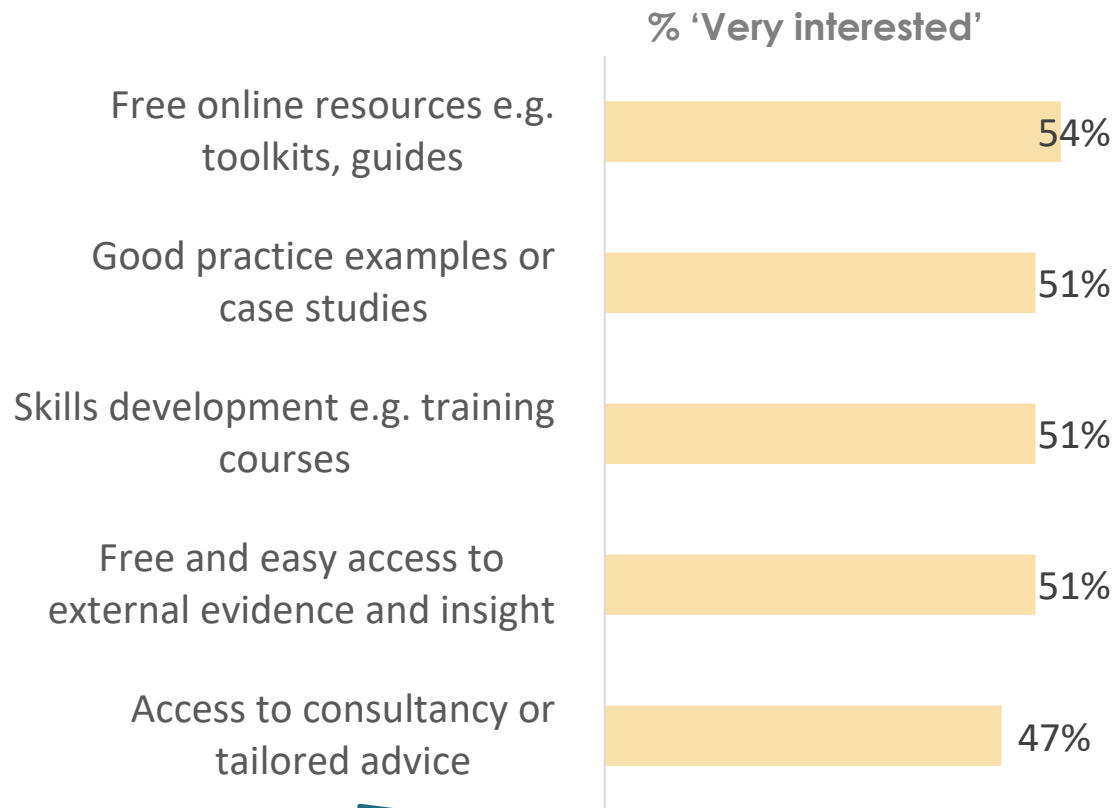 % ‘Very interested’
Free online resources e.g.
toolkits, guides
54%
Good practice examples or
case studies
51%
Skills development e.g. training
courses
51%
Free and easy access to
external evidence and insight
51%
Access to consultancy or
tailored advice
47%